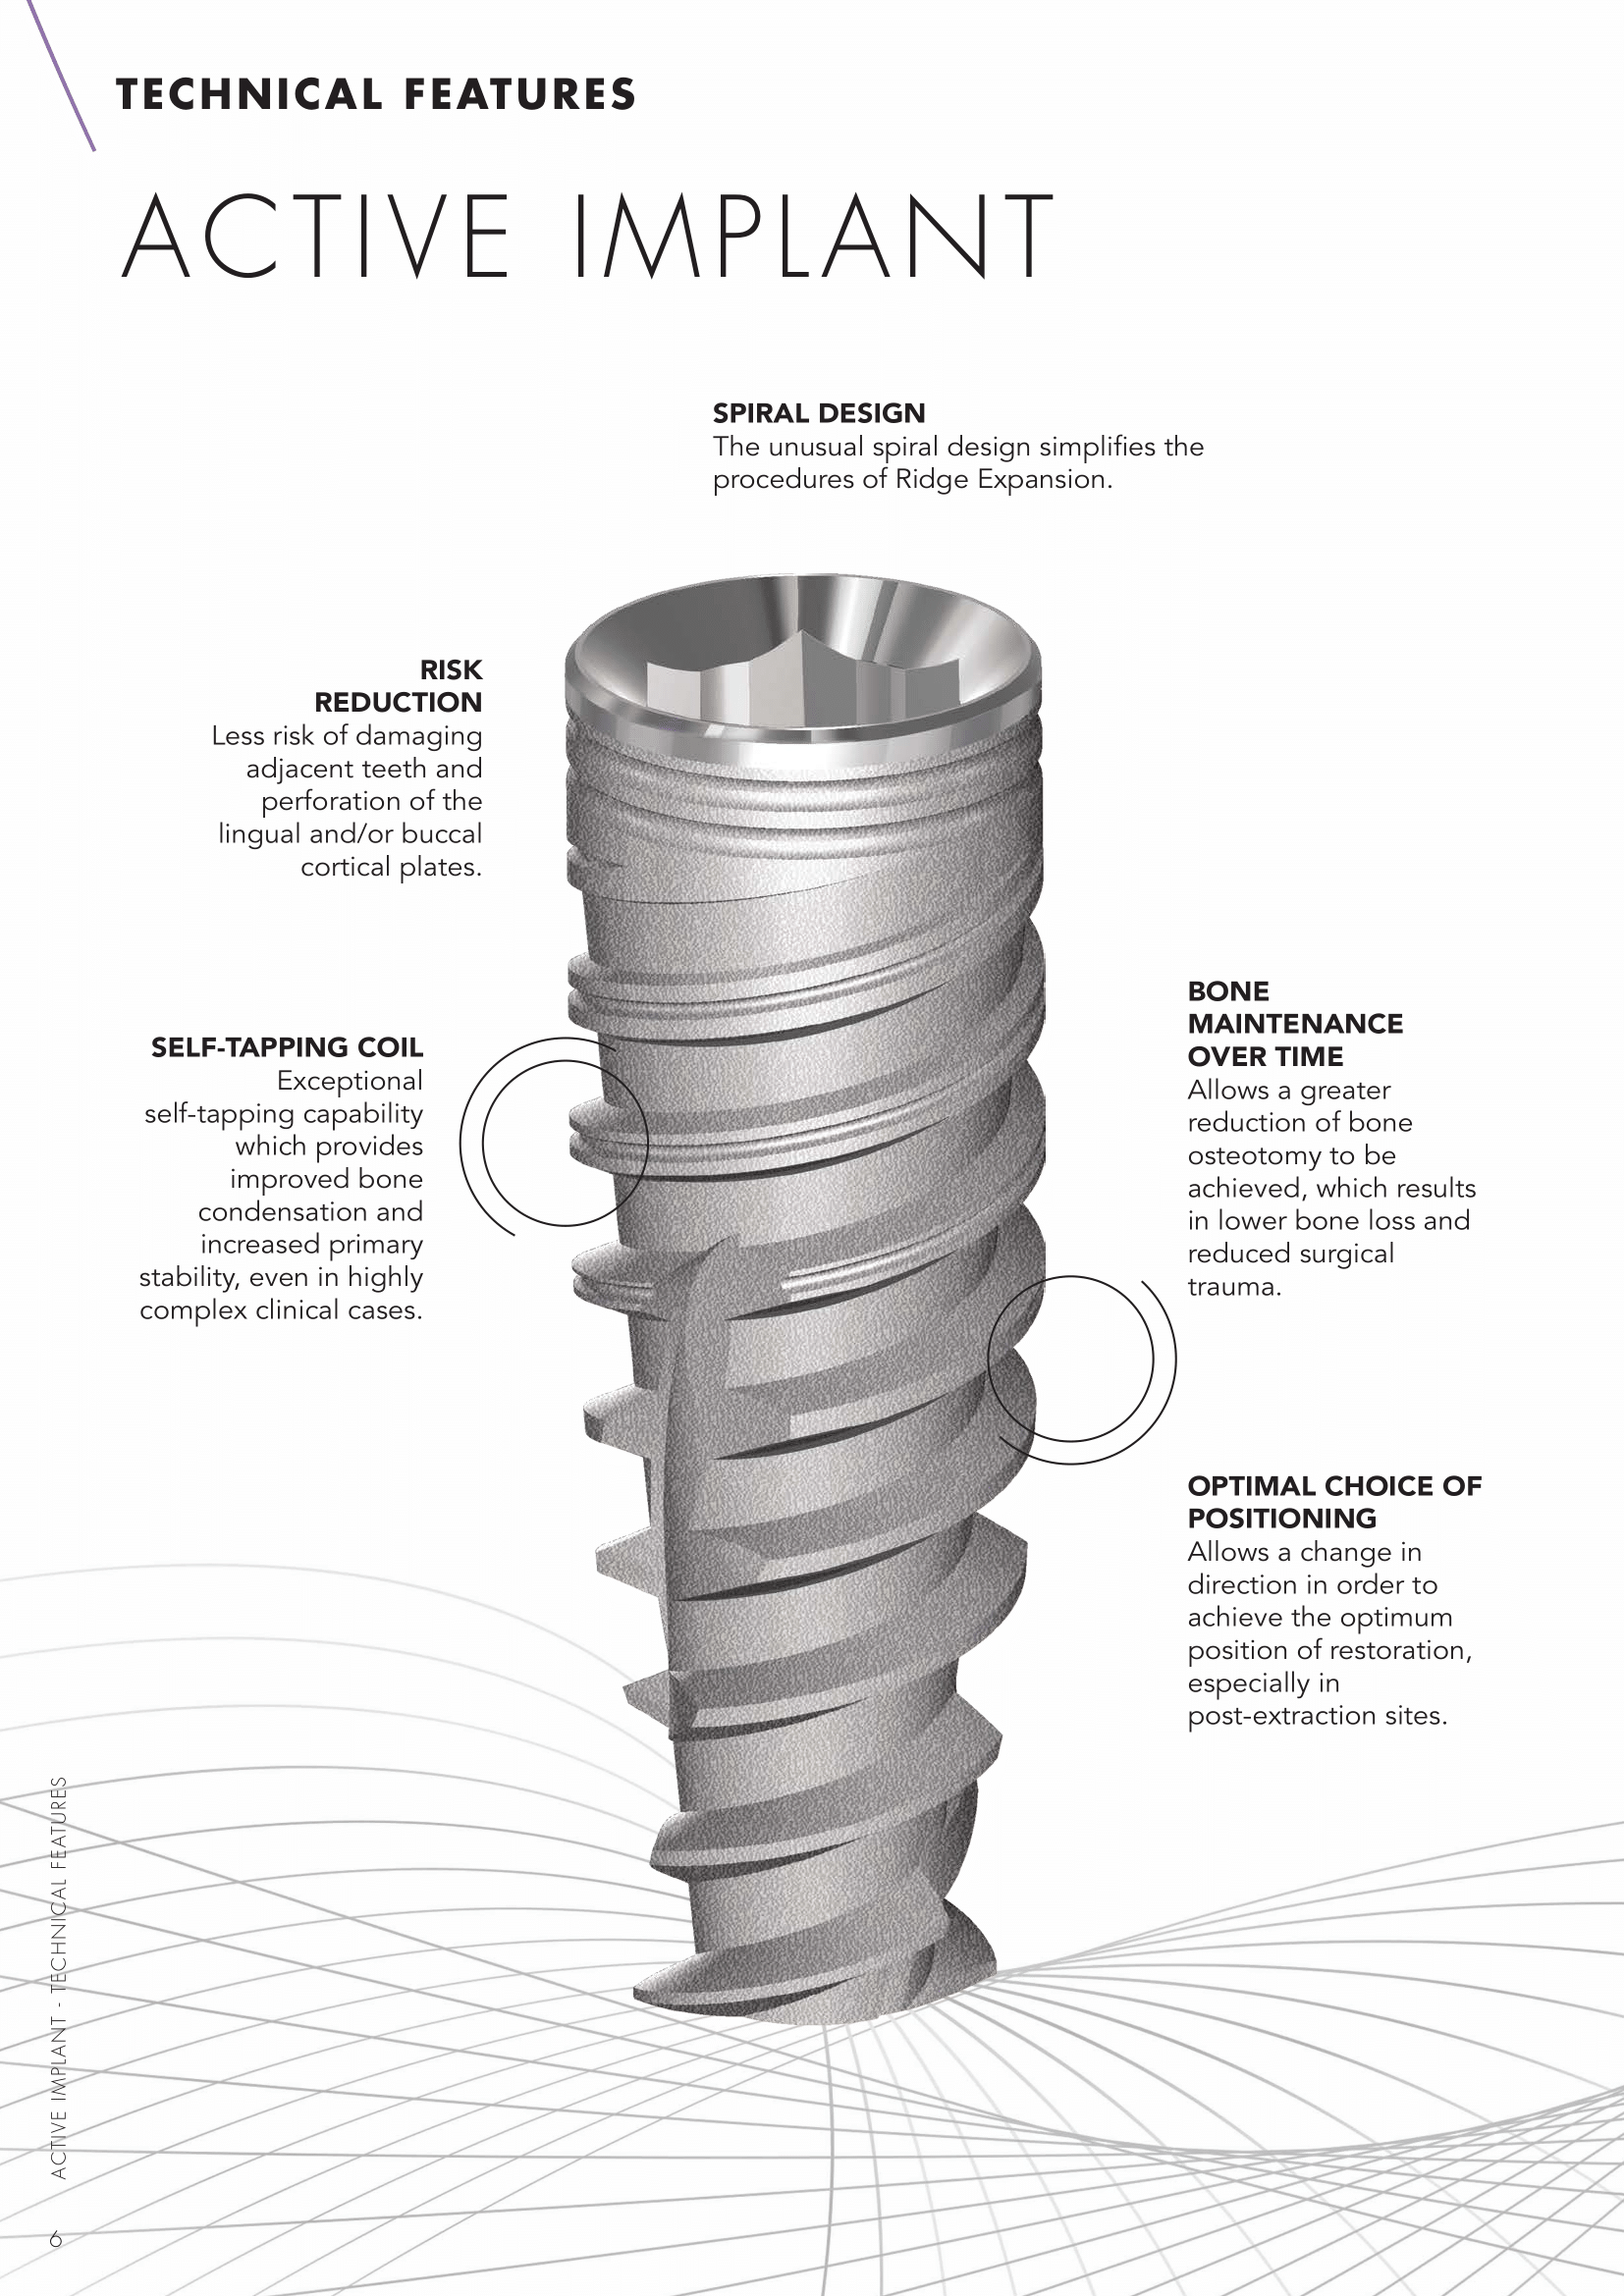 TECHNICAL FEATURES
ACTIVE IMPLANT
SPIRAL DESIGN
The unusual spiral design simplifies the
procedures of Ridge Expansion.
RISK
REDUCTION
Less risk of damaging
adjacent teeth and
perforation of the
lingual and/or buccal
cortical plates.
SELF-TAPPING COIL
Exceptional
self-tapping capability
which provides
improved bone
condensation and
increased primary
stability, even in highly
complex clinical cases.
BONE
MAINTENANCE
OVER TIME
Allows a greater
reduction of bone
osteotomy to be
achieved, which results
in lower bone loss and
reduced surgical
trauma.
OPTIMAL CHOICE OF
POSITIONING
Allows a change in
direction in order to
achieve the optimum
position of restoration,
especially in
post-extraction sites.
ACTIVE IMPLANT - TECHNICAL FEATURES
6